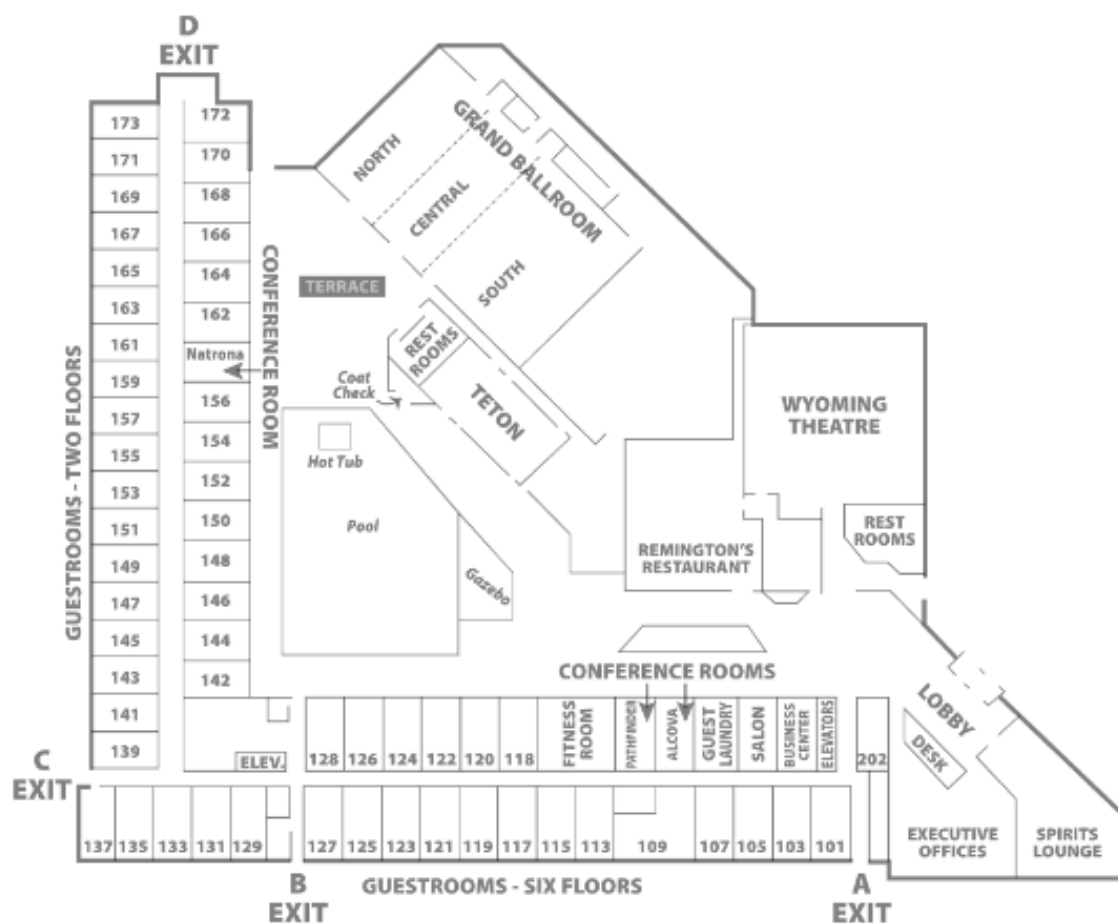 D
EXIT
173
171
169
167
165
163
161
159
157
155
153
151
149
147
145
143
141
139
172
170
168
166
164
162
Natrona
156
154
152
150
148
146
144
142
GUESTROOMS - TWO FLOORS
CONFERENCE ROOM
NORTH
CENTRAL
SOUTH
GRAND BALLROOM
TERRACE
REST
ROOMS
Coat
Check
TETON
Hot Tub
Pool
Gazebo
WYOMING
THEATRE
REST
ROOMS
REMINGTON'S
RESTAURANT
CONFERENCE ROOMS
LOBBY
DESK
EXECUTIVE
OFFICES
SPIRITS
LOUNGE
C
EXIT
ELEV.
128
126
124
122
120
118
FITNESS
ROOM
PATHFINDER
ALCOVA
GUEST
LAUNDRY
SALON
BUSINESS
CENTER
ELEVATORS
202
137
135
133
131
129
127
125
123
121
119
117
115
113
109
107
105
103
101
B
EXIT
GUESTROOMS - SIX FLOORS
A
EXIT